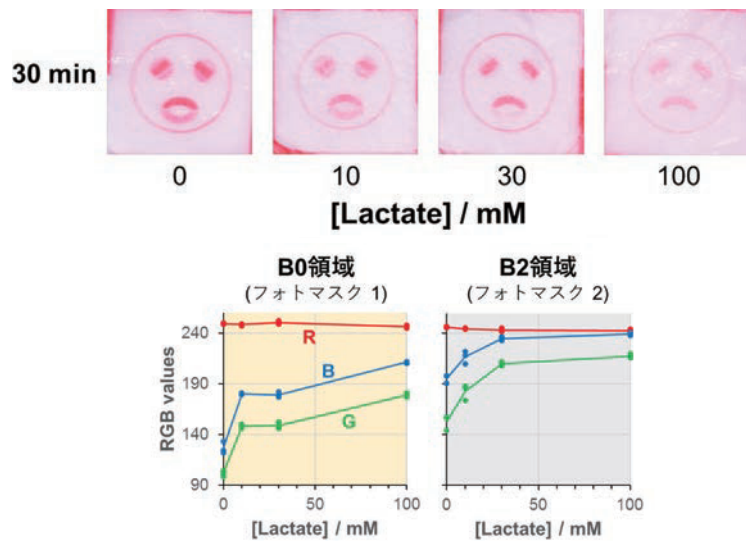 30 min
0 10 30 100
[Lactate] / mM
B0領域
(フォトマスク 1)
B2領域
(フォトマスク 2)
RGB values
240
190
140
90
R
B
G
0 50 100
0 50 100
[Lactate] / mM
[Lactate] / mM